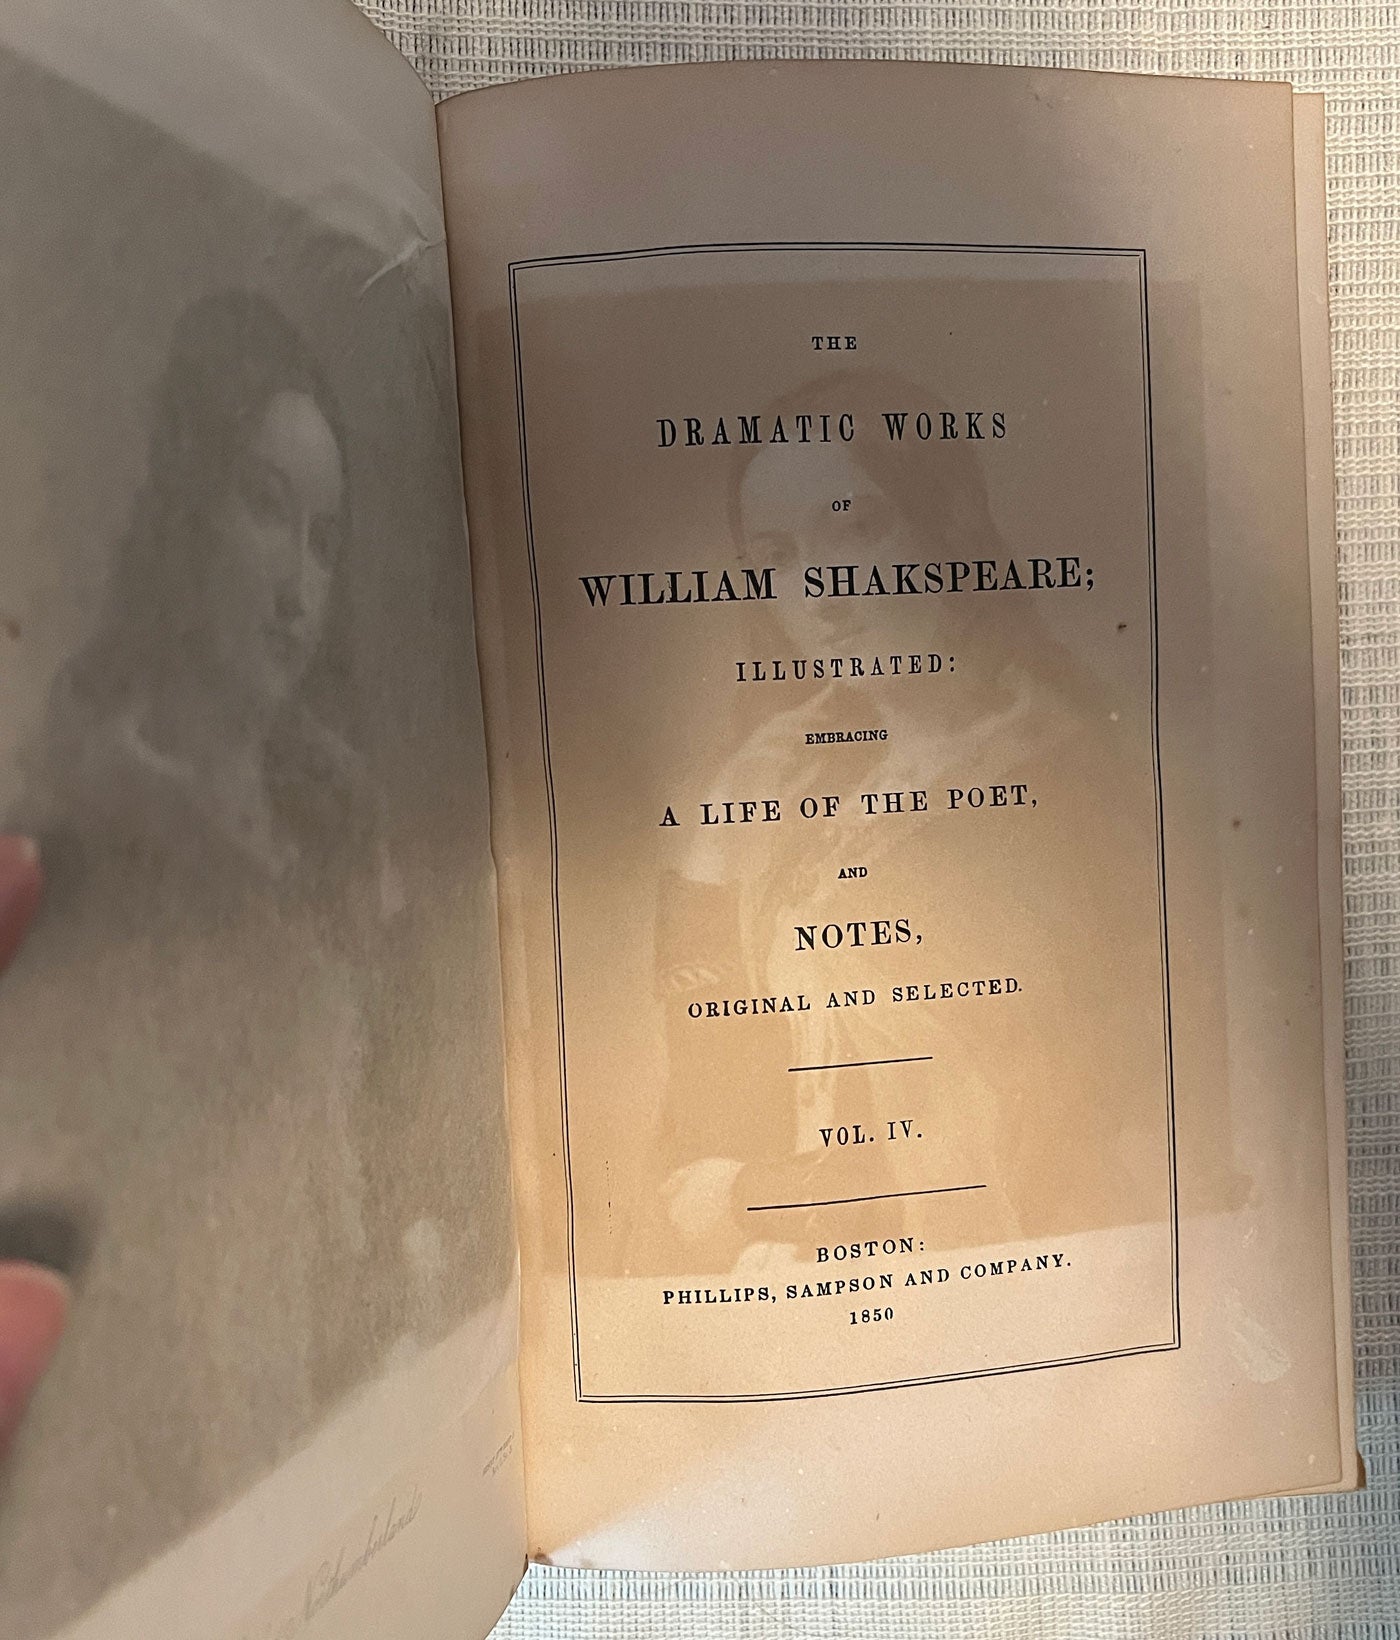 Northumberland
THE
DRAMATIC WORKS
OF
WILLIAM SHAKSPEARE;
ILLUSTRATED:
EMBRACING
A LIFE OF THE POET,
AND
NOTES,
ORIGINAL AND SELECTED.
VOL. IV.
BOSTON:
PHILLIPS, SAMPSON AND COMPANY.
1850